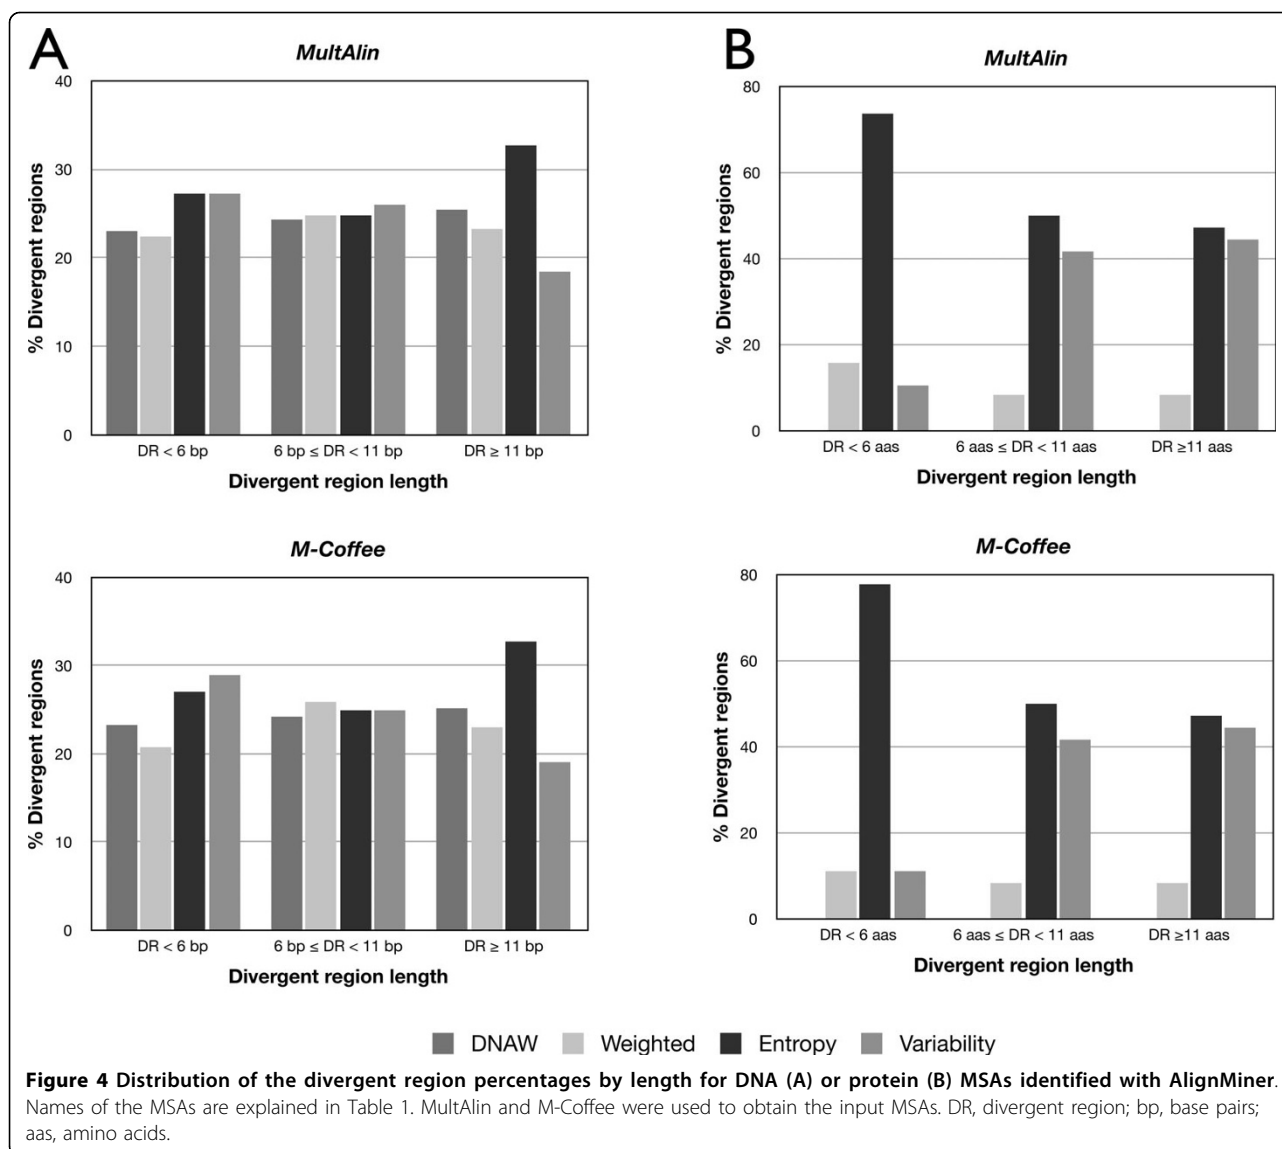 A
MultAlin
40
30
20
10
0
% Divergent regions
DR < 6 bp
6 bp ≤ DR < 11 bp
DR ≥ 11 bp
Divergent region length
B
MultAlin
80
60
40
20
0
% Divergent regions
DR < 6 aas
6 aas ≤ DR < 11 aas
DR ≥11 aas
Divergent region length
M-Coffee
40
30
20
10
0
% Divergent regions
DR < 6 bp
6 bp ≤ DR < 11 bp
DR ≥ 11 bp
Divergent region length
M-Coffee
80
60
40
20
0
% Divergent regions
DR < 6 aas
6 aas ≤ DR < 11 aas
DR ≥11 aas
Divergent region length
DNAW Weighted Entropy Variability
Figure 4 Distribution of the divergent region percentages by length for DNA (A) or protein (B) MSAs identified with AlignMiner.
Names of the MSAs are explained in Table 1. MultAlin and M-Coffee were used to obtain the input MSAs. DR, divergent region; bp, base pairs;
aas, amino acids.